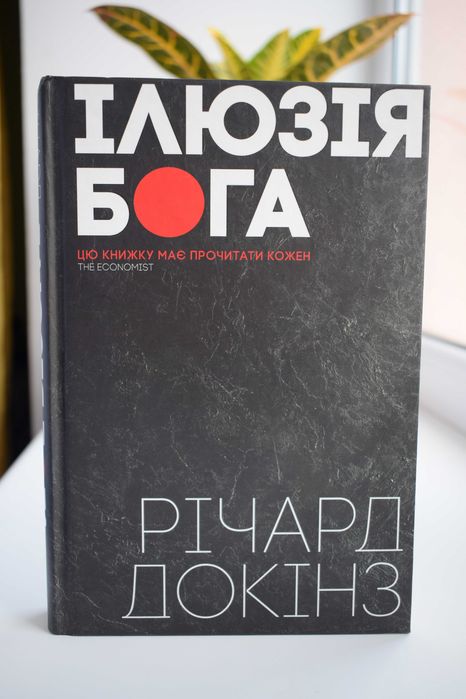 ІЛЮЗІЯ
БОГА
ЦЮ КНИЖКУ МАЄ ПРОЧИТАТИ КОЖЕН
THE ECONOMIST
РІЧАРД
ДОКІНЗ